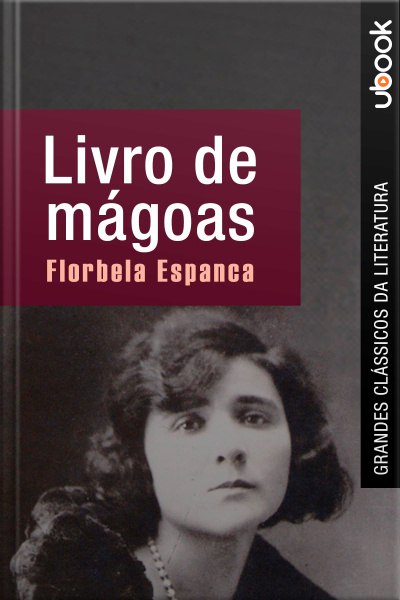 Livro de
mágoas
Florbela Espanca
ubook
GRANDES CLÁSSICOS DA LITERATURA